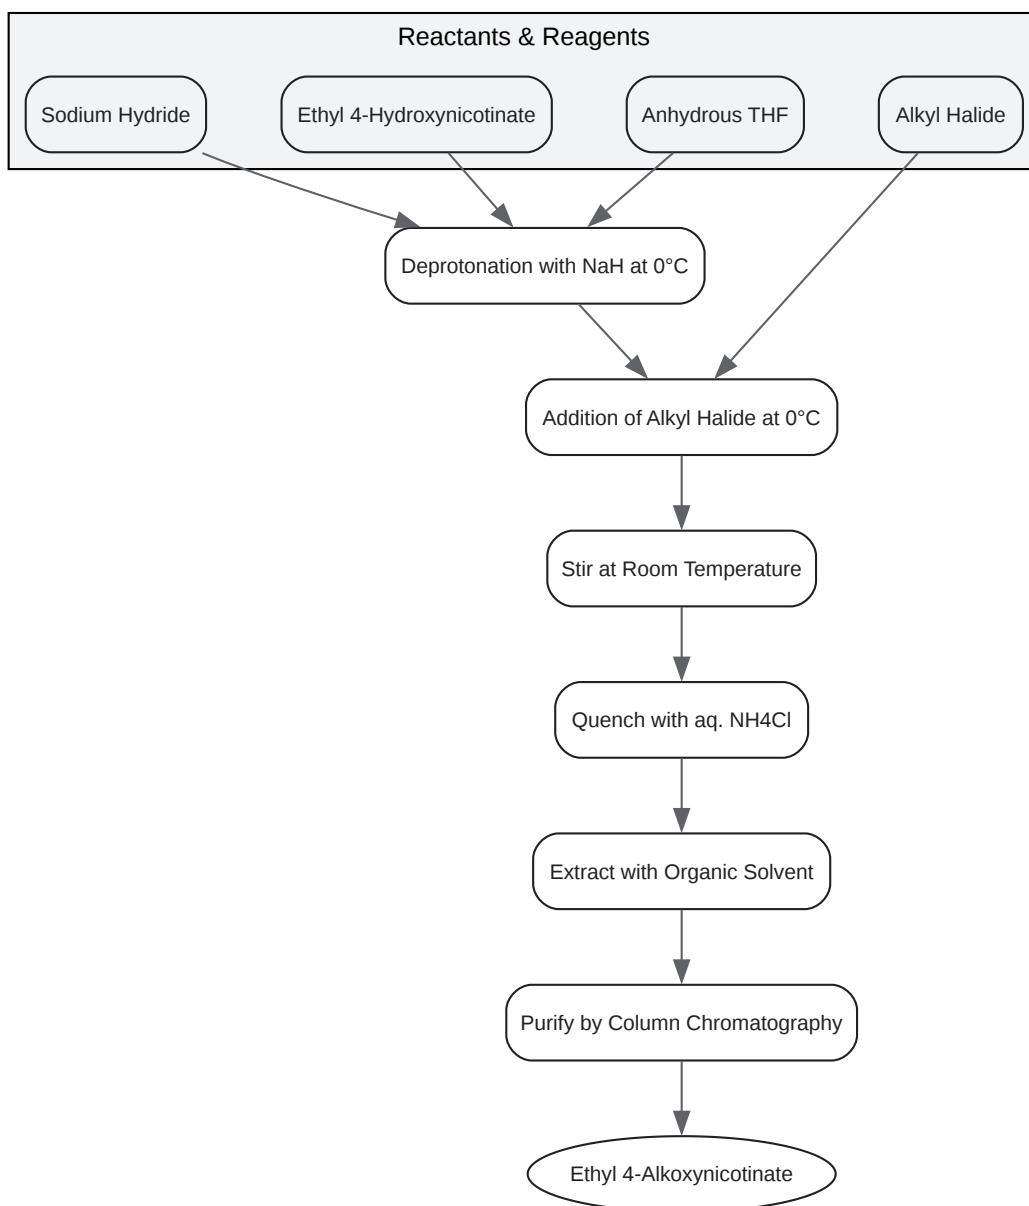 Reactants & Reagents
Sodium Hydride
Ethyl 4-Hydroxynicotinate
Anhydrous THF
Alkyl Halide
Deprotonation with NaH at 0°C
Addition of Alkyl Halide at 0°C
Stir at Room Temperature
Quench with aq. NH4Cl
Extract with Organic Solvent
Purify by Column Chromatography
Ethyl 4-Alkoxynicotinate